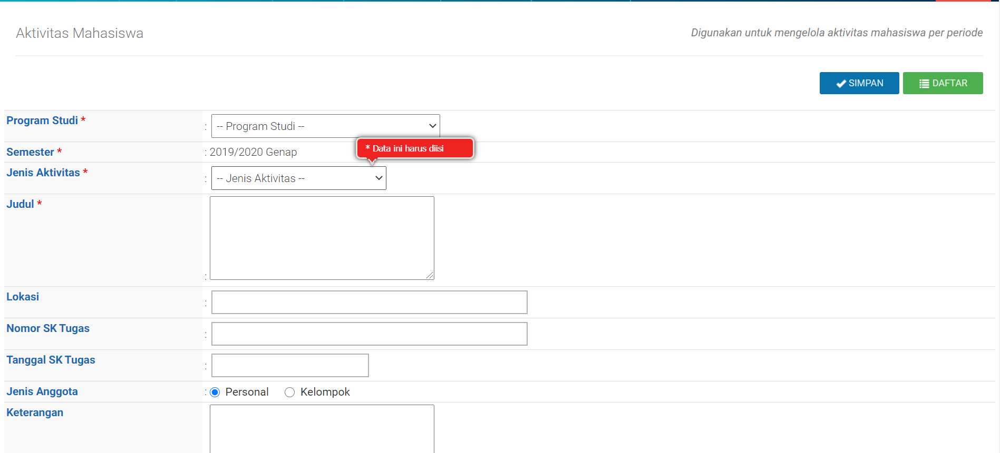 Aktivitas Mahasiswa
Digunakan untuk mengelola aktivitas mahasiswa per periode
SIMPAN
DAFTAR
Program Studi *
: -- Program Studi --
Semester *
: 2019/2020 Genap
* Data ini harus diisi
Jenis Aktivitas *
: -- Jenis Aktivitas --
Judul *
:
Lokasi
:
Nomor SK Tugas
:
Tanggal SK Tugas
:
Jenis Anggota
: Personal Kelompok
Keterangan